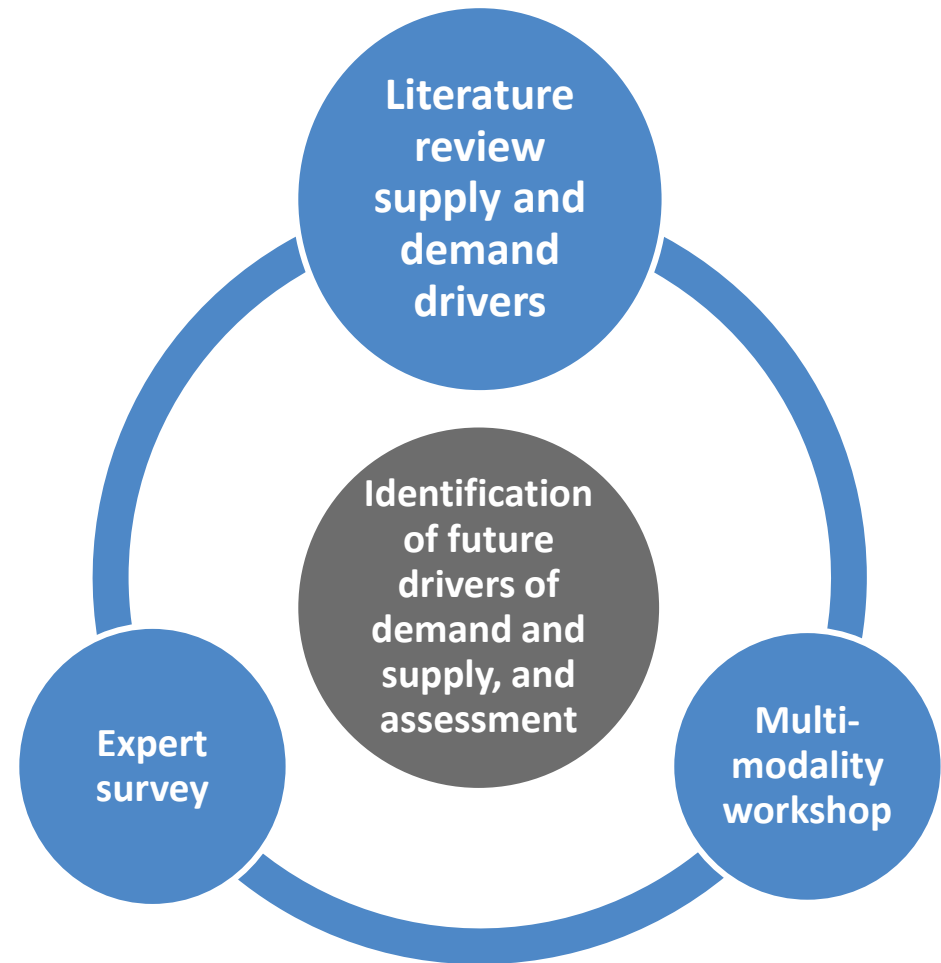 Literature
review
supply and
demand
drivers
Identification
of future
drivers of
demand and
supply, and
assessment
Expert
survey
Multi-
modality
workshop